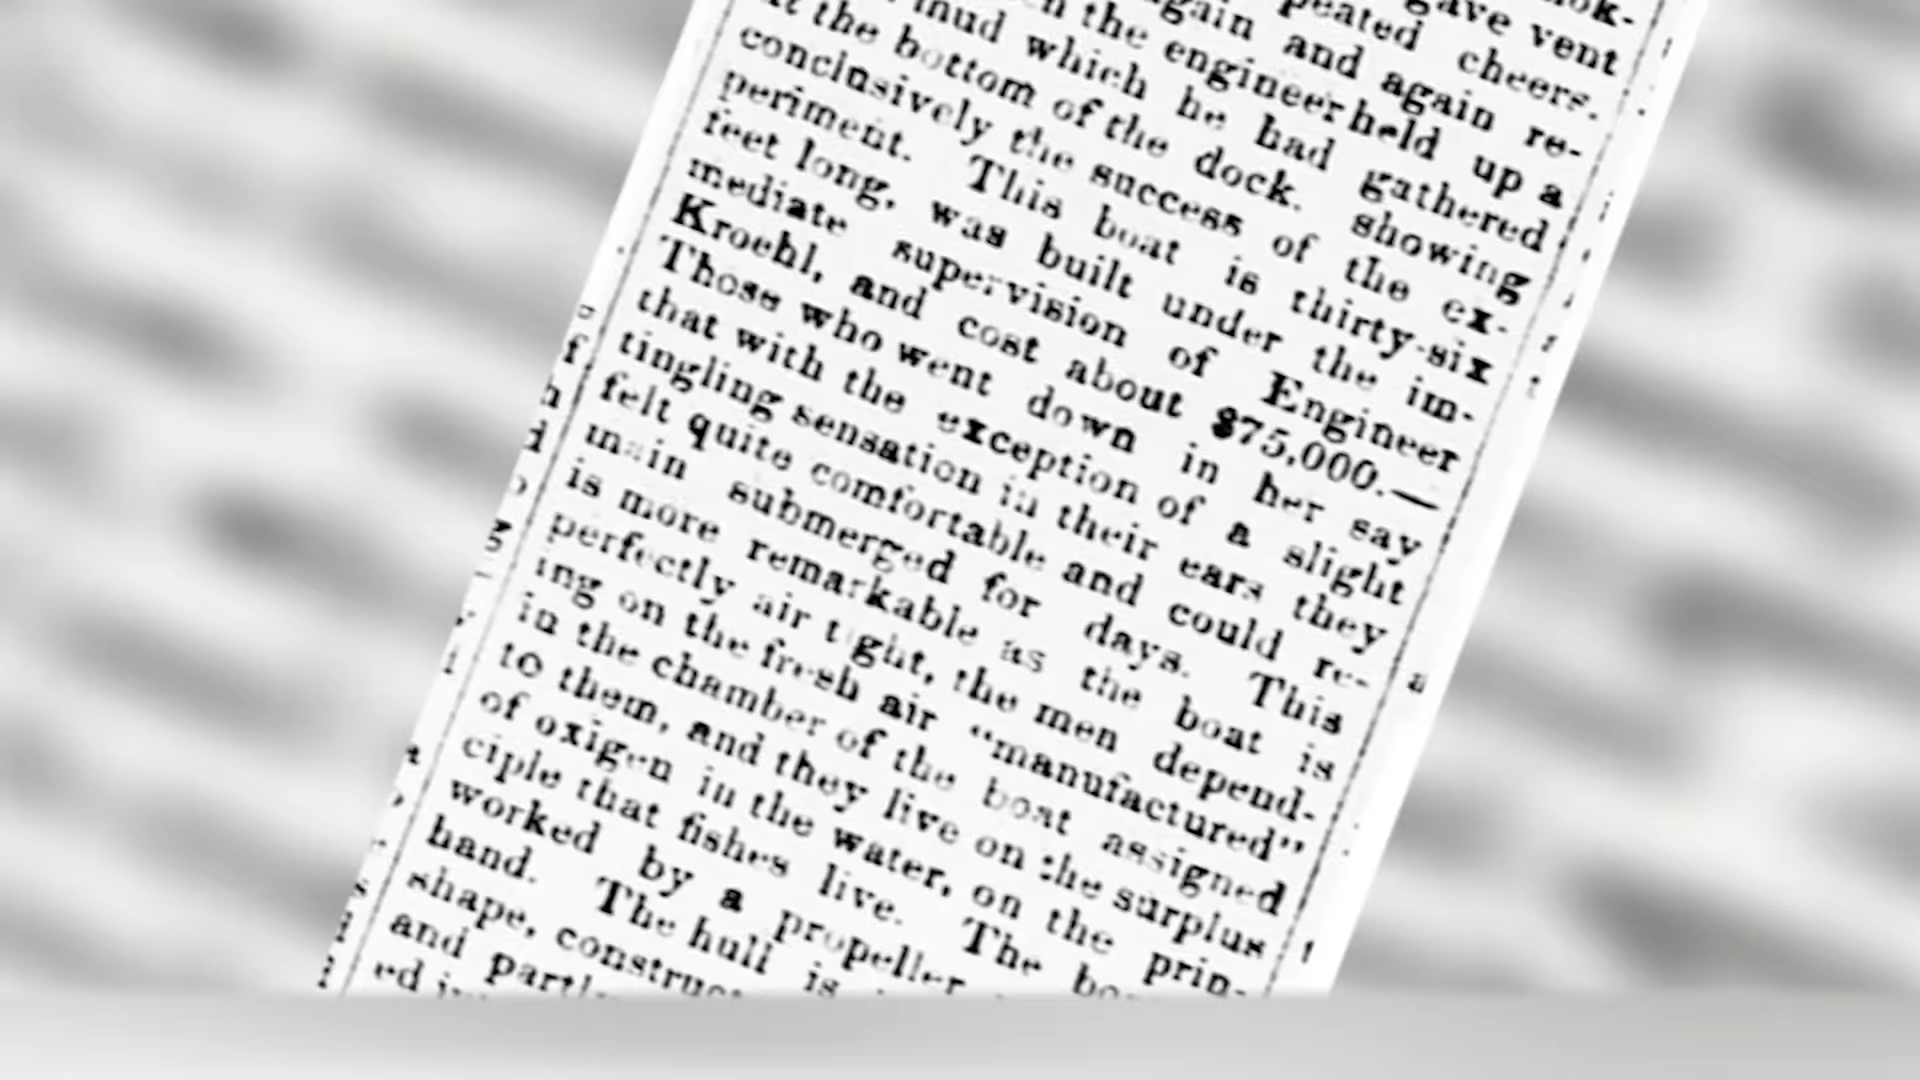 gave vent
peated cheers.
again and again re-
the engineer held up a
mud which he had gathered
the bottom of the dock. showing
conclusively the success of the ex-
periment. This boat is thirty-six
feet long, was built under the im-
mediate supervision of Engineer
Kroehl, and cost about $75,000.—
Those who went down in her say
that with the exception of a slight
tingling sensation in their ears they
felt quite comfortable and could re-
main submerged for days. This
is more remarkable as the boat is
perfectly air tight, the men depend-
ing on the fresh air “manufactured”
in the chamber of the boat assigned
to them, and they live on the surplus
of oxigen in the water, on the prin-
ciple that fishes live. The
worked by a propeller
hand. The hull is
shape,
and